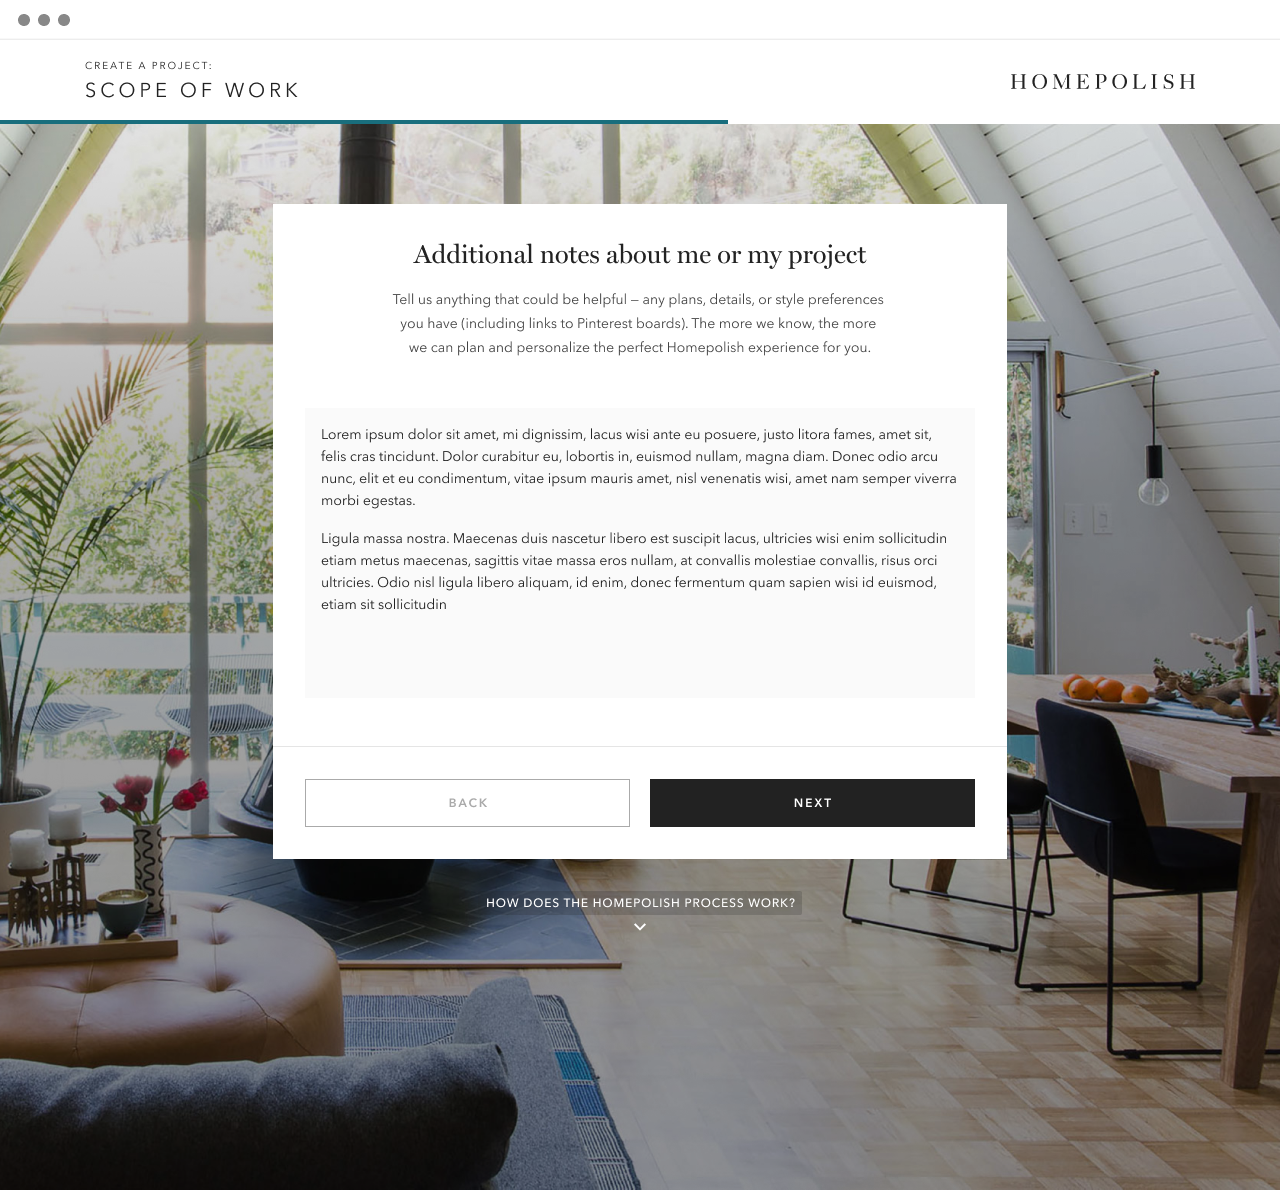 CREATE A PROJECT:
SCOPE OF WORK
HOMEPOLISH
Additional notes about me or my project
Tell us anything that could be helpful – any plans, details, or style preferences
you have (including links to Pinterest boards). The more we know, the more
we can plan and personalize the perfect Homepolish experience for you.
Lorem ipsum dolor sit amet, mi dignissim, lacus wisi ante eu posuere, justo litora fames, amet sit,
felis cras tincidunt. Dolor curabitur eu, lobortis in, euismod nullam, magna diam. Donec odio arcu
nunc, elit et eu condimentum, vitae ipsum mauris amet, nisl venenatis wisi, amet nam semper viverra
morbi egestas.
Ligula massa nostra. Maecenas duis nascetur libero est suscipit lacus, ultricies wisi enim sollicitudin
etiam metus maecenas, sagittis vitae massa eros nullam, at convallis molestiae convallis, risus orci
ultricies. Odio nisl ligula libero aliquam, id enim, donec fermentum quam sapien wisi id euismod,
etiam sit sollicitudin
BACK
NEXT
HOW DOES THE HOMEPOLISH PROCESS WORK?